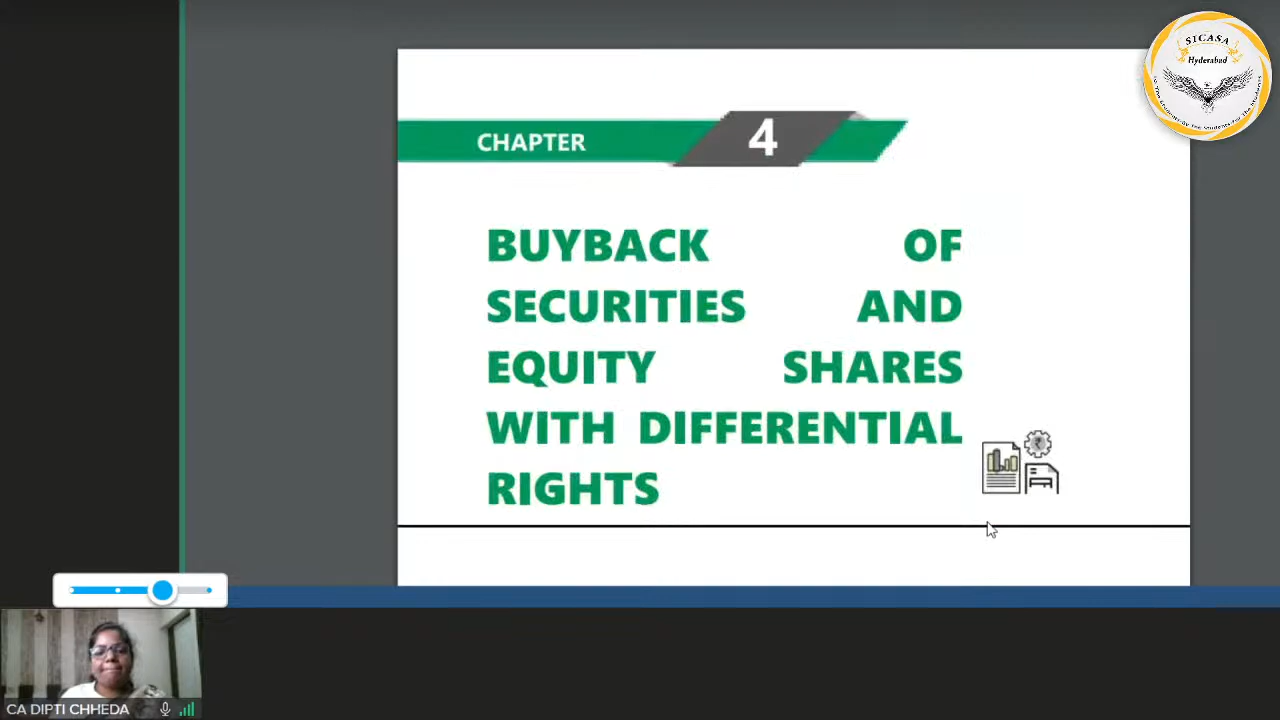 SICASA
Hyderabad
CHAPTER 4
BUYBACK OF
SECURITIES AND
EQUITY SHARES
WITH DIFFERENTIAL
RIGHTS
CA DIPTI CHHEDA